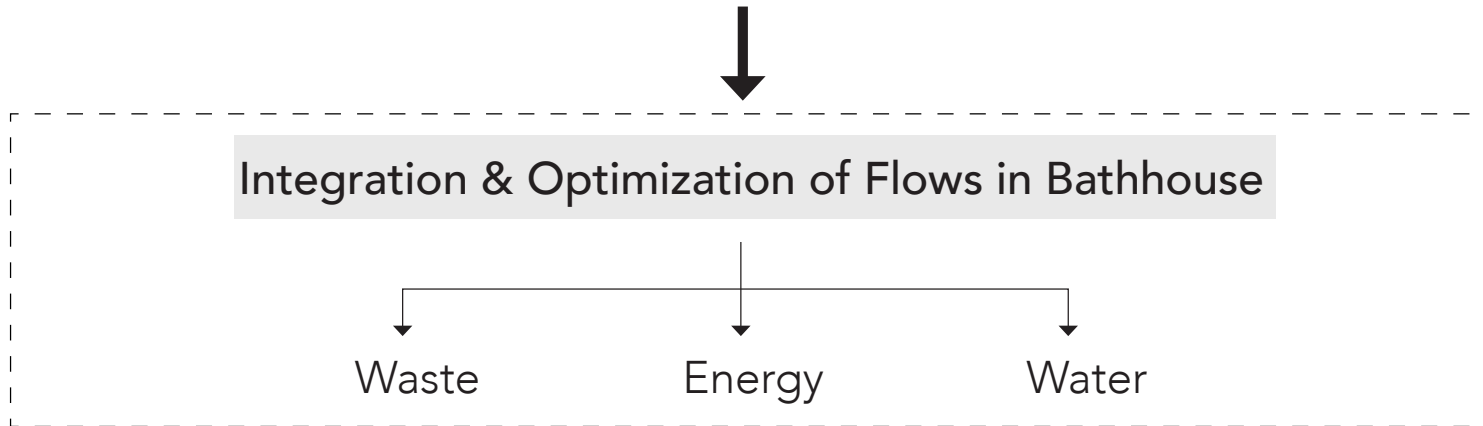 Integration & Optimization of Flows in Bathhouse
Waste Energy Water